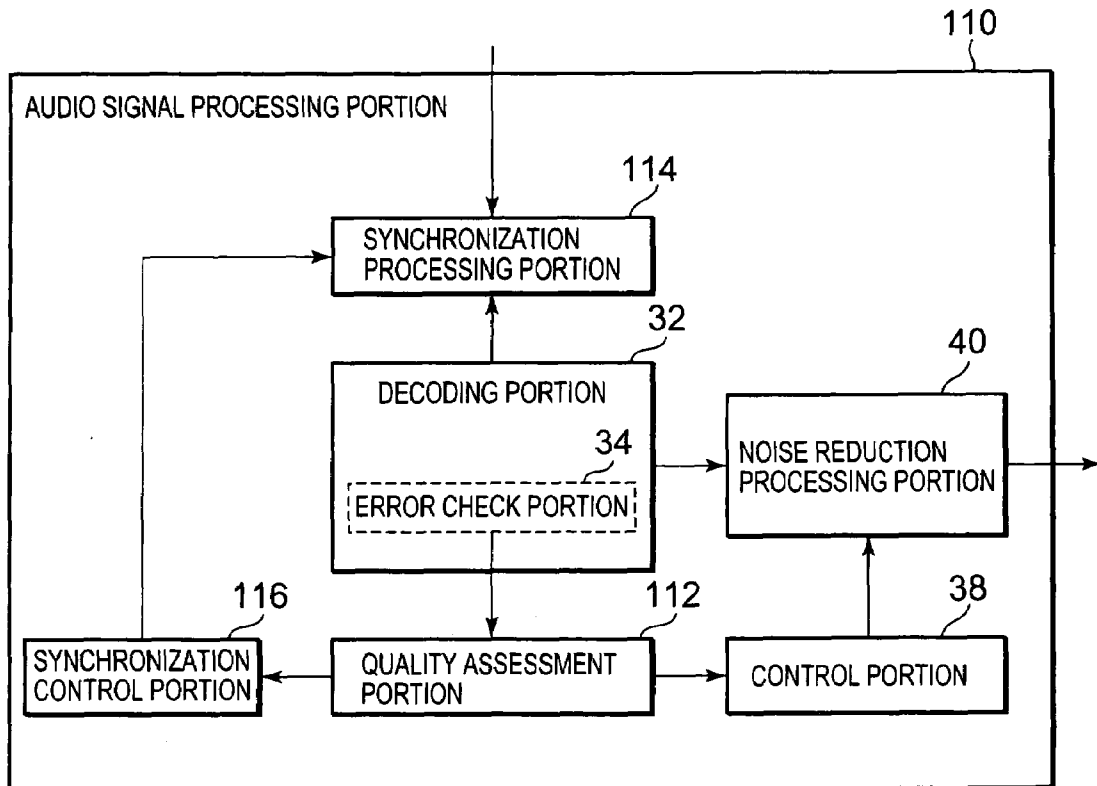 110
AUDIO SIGNAL PROCESSING PORTION
114
SYNCHRONIZATION
PROCESSING PORTION
32
DECODING PORTION
34
ERROR CHECK PORTION
40
NOISE REDUCTION
PROCESSING PORTION
116
SYNCHRONIZATION
CONTROL PORTION
112
QUALITY ASSESSMENT
PORTION
38
CONTROL PORTION